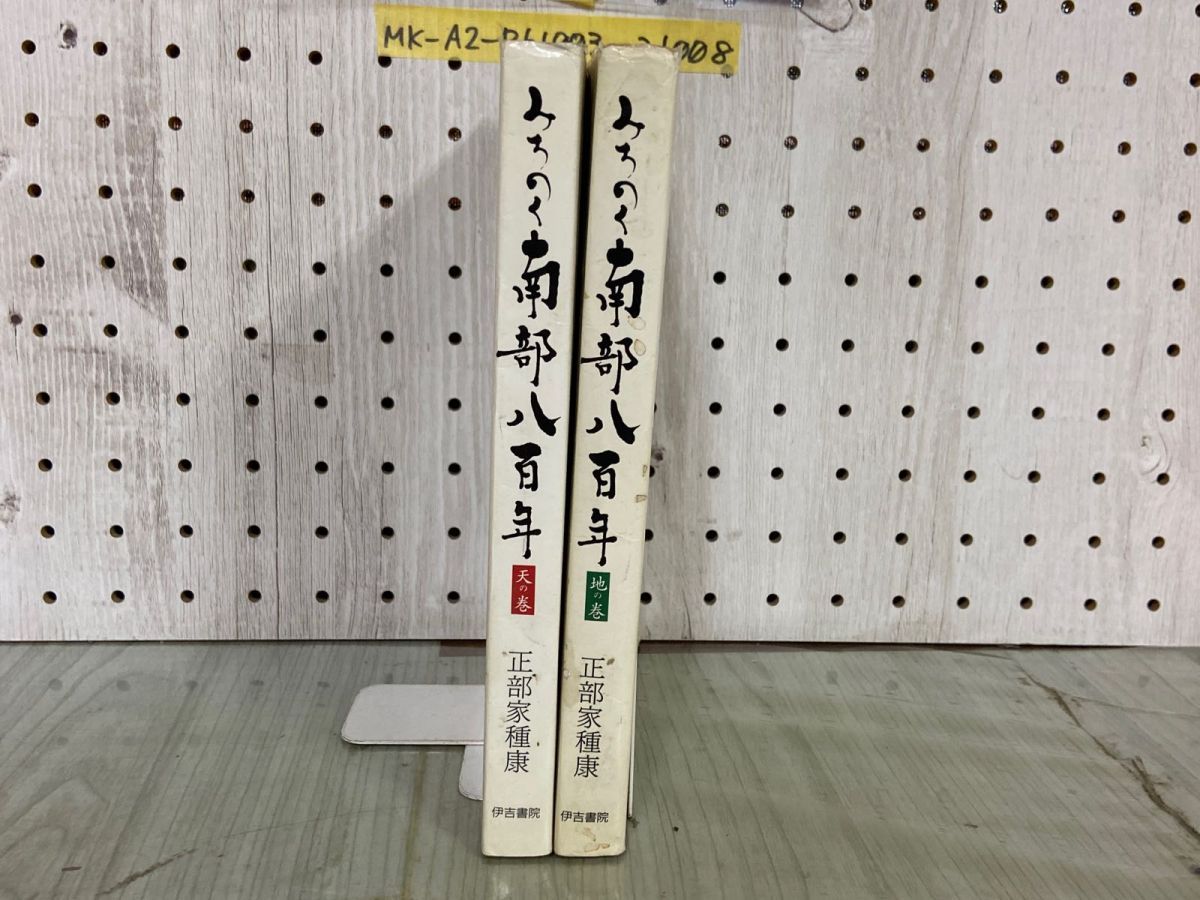 MK-A2-
みちのく南部八百年
天の巻
正部家種康
伊吉書院
みちのく南部八百年
地の巻
正部家種康
伊吉書院